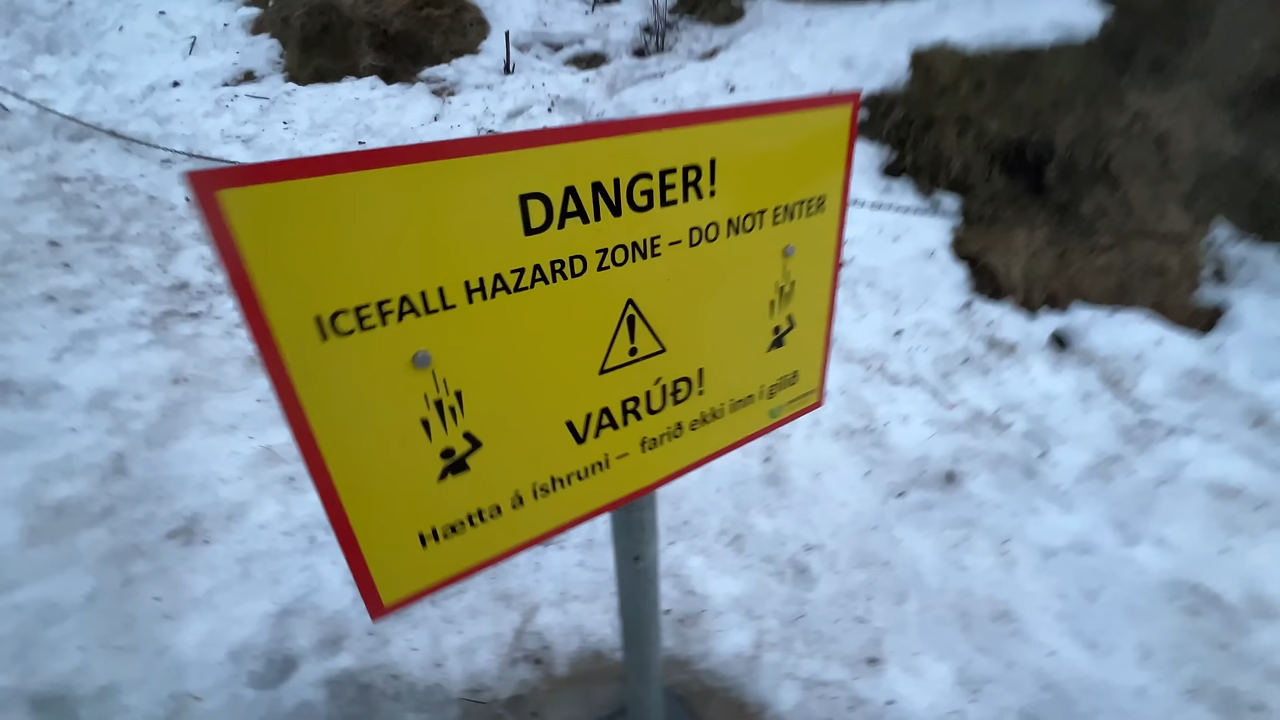 DANGER!
ICEFALL HAZARD ZONE – DO NOT ENTER
VARÚÐ!
Hætta á íshruni – farið ekki inn í gilið